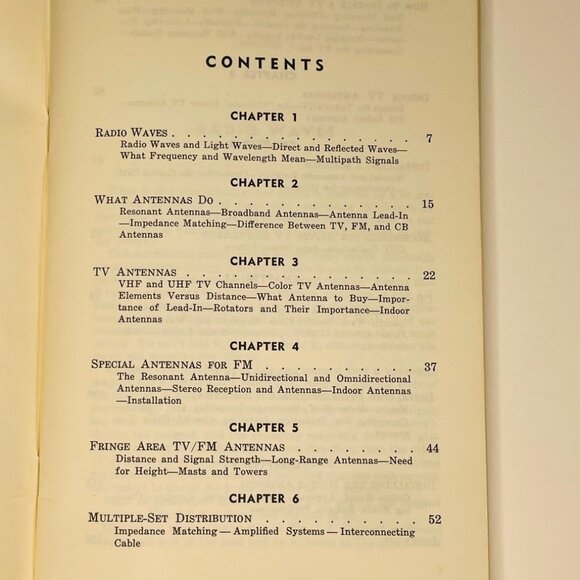 CONTENTS
CHAPTER 1
RADIO WAVES . . . . . . . . . . . . . . . 7
Radio Waves and Light Waves—Direct and Reflected Waves—
What Frequency and Wavelength Mean—Multipath Signals
CHAPTER 2
WHAT ANTENNAS DO . . . . . . . . . . . . . 15
Resonant Antennas—Broadband Antennas—Antenna Lead-In
—Impedance Matching—Difference Between TV, FM, and CB
Antennas
CHAPTER 3
TV ANTENNAS . . . . . . . . . . . . . . . 22
VHF and UHF TV Channels—Color TV Antennas—Antenna
Elements Versus Distance—What Antenna to Buy—Impor-
tance of Lead-In—Rotators and Their Importance—Indoor
Antennas
CHAPTER 4
SPECIAL ANTENNAS FOR FM . . . . . . . . . . 37
The Resonant Antenna—Unidirectional and Omnidirectional
Antennas—Stereo Reception and Antennas—Indoor Antennas
—Installation
CHAPTER 5
FRINGE AREA TV/FM ANTENNAS . . . . . . . . 44
Distance and Signal Strength—Long-Range Antennas—Need
for Height—Masts and Towers
CHAPTER 6
MULTIPLE-SET DISTRIBUTION . . . . . . . . . . 52
Impedance Matching — Amplified Systems — Interconnecting
Cable